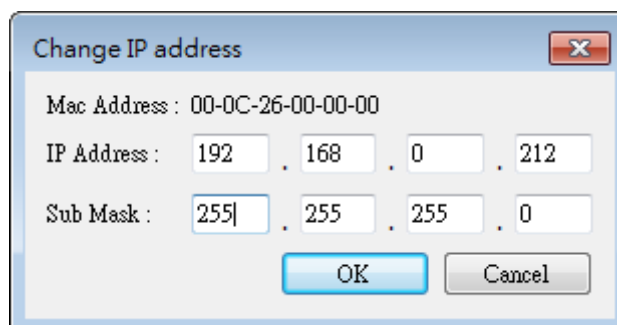 Change IP address
Mac Address : 00-0C-26-00-00-00
IP Address : 192 . 168 . 0 . 212
Sub Mask : 255 . 255 . 255 . 0
OK Cancel